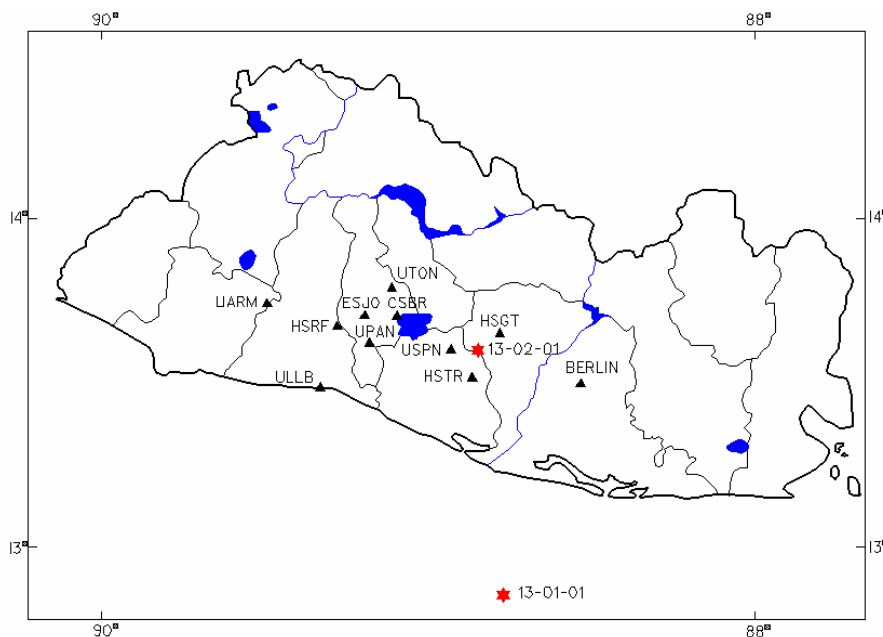 90° 88°
14° 14°
UTON
UARM ESJO CSBR
HSRF UPAN HSGT
USPN 13-02-01
ULLB HSTR BERLIN
13° 13°
13-01-01
90° 88°